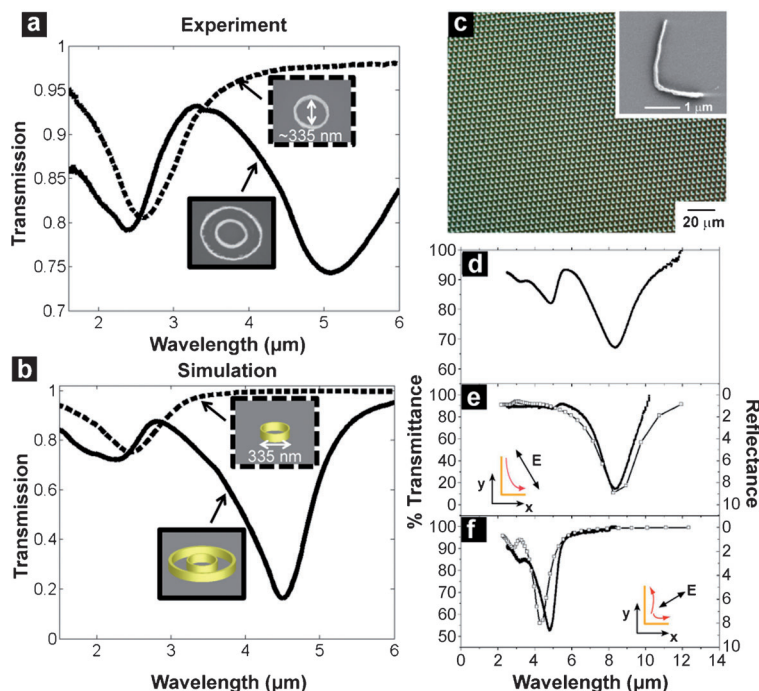 a
Experiment
1
0.95
0.9
0.85
0.8
0.75
0.7
Transmission
~335 nm
2 3 4 5 6
Wavelength (μm)
b
Simulation
1
0.8
0.6
0.4
0.2
0
Transmission
335 nm
2 3 4 5 6
Wavelength (μm)
c
1 μm
20 μm
d
100
90
80
70
60
e
100
80
60
40
20
0
0
2
4
6
8
10
y
x
E
f
100
90
80
70
60
50
0
2
4
6
8
10
y
x
E
% Transmittance
Reflectance
0 2 4 6 8 10 12 14
Wavelength (μm)